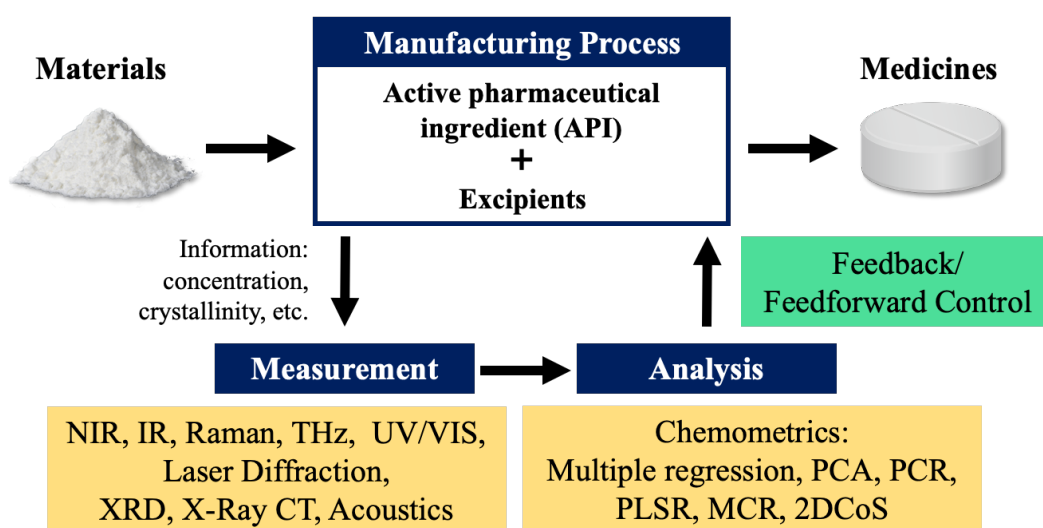 Manufacturing Process
Materials
Active pharmaceutical
ingredient (API)
+
Excipients
Medicines
Information:
concentration,
crystallinity, etc.
Feedback/
Feedforward Control
Measurement
Analysis
NIR, IR, Raman, THz, UV/VIS,
Laser Diffraction,
XRD, X-Ray CT, Acoustics
Chemometrics:
Multiple regression, PCA, PCR,
PLSR, MCR, 2DCoS